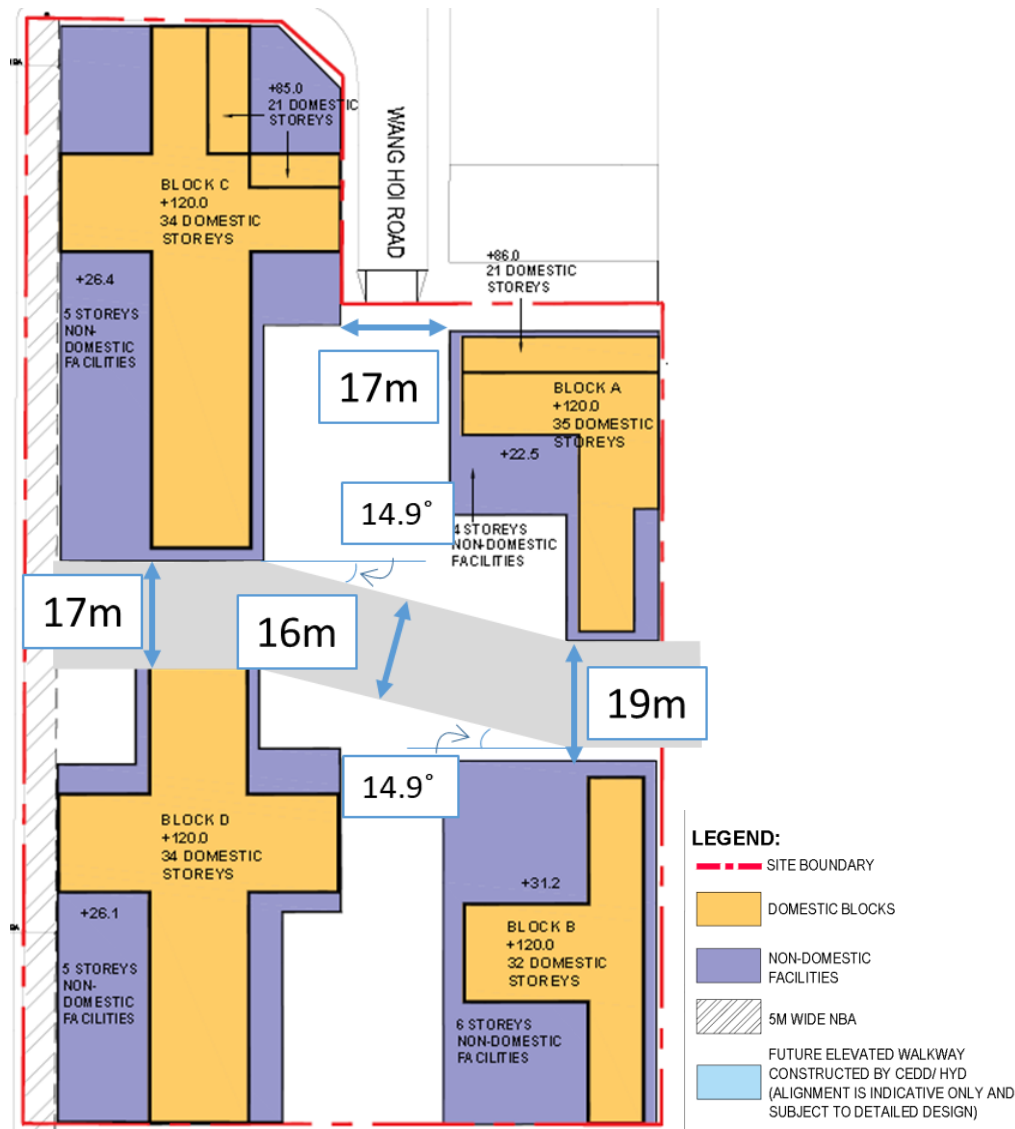 +85.0
21 DOMESTIC
STOREYS
WANG HOI ROAD
BLOCK C
+120.0
34 DOMESTIC
STOREYS
+86.0
21 DOMESTIC
STOREYS
+26.4
5 STOREYS
NON-
DOMESTIC
FACILITIES
17m
BLOCK A
+120.0
35 DOMESTIC
STOREYS
+22.5
14.9˚
4 STOREYS
NON-DOMESTIC
FACILITIES
17m
16m
19m
14.9˚
BLOCK D
+120.0
34 DOMESTIC
STOREYS
+26.1
5 STOREYS
NON-
DOMESTIC
FACILITIES
+31.2
BLOCK B
+120.0
32 DOMESTIC
STOREYS
6 STOREYS
NON-DOMESTIC
FACILITIES
LEGEND:
SITE BOUNDARY
DOMESTIC BLOCKS
NON-DOMESTIC
FACILITIES
5M WIDE NBA
FUTURE ELEVATED WALKWAY
CONSTRUCTED BY CEDD/ HYD
(ALIGNMENT IS INDICATIVE ONLY AND
SUBJECT TO DETAILED DESIGN)